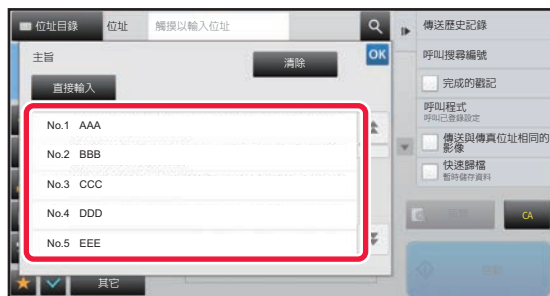 位址目錄 位址 觸摸以輸入位址
主旨 清除 OK
直接輸入
No.1 AAA
No.2 BBB
No.3 CCC
No.4 DDD
No.5 EEE
其它
傳送歷史記錄
呼叫搜尋編號
完成的戳記
呼叫程式
呼叫已登錄設定
傳送與傳真位址相同的
影像
快速歸檔
暫時儲存資料
CA